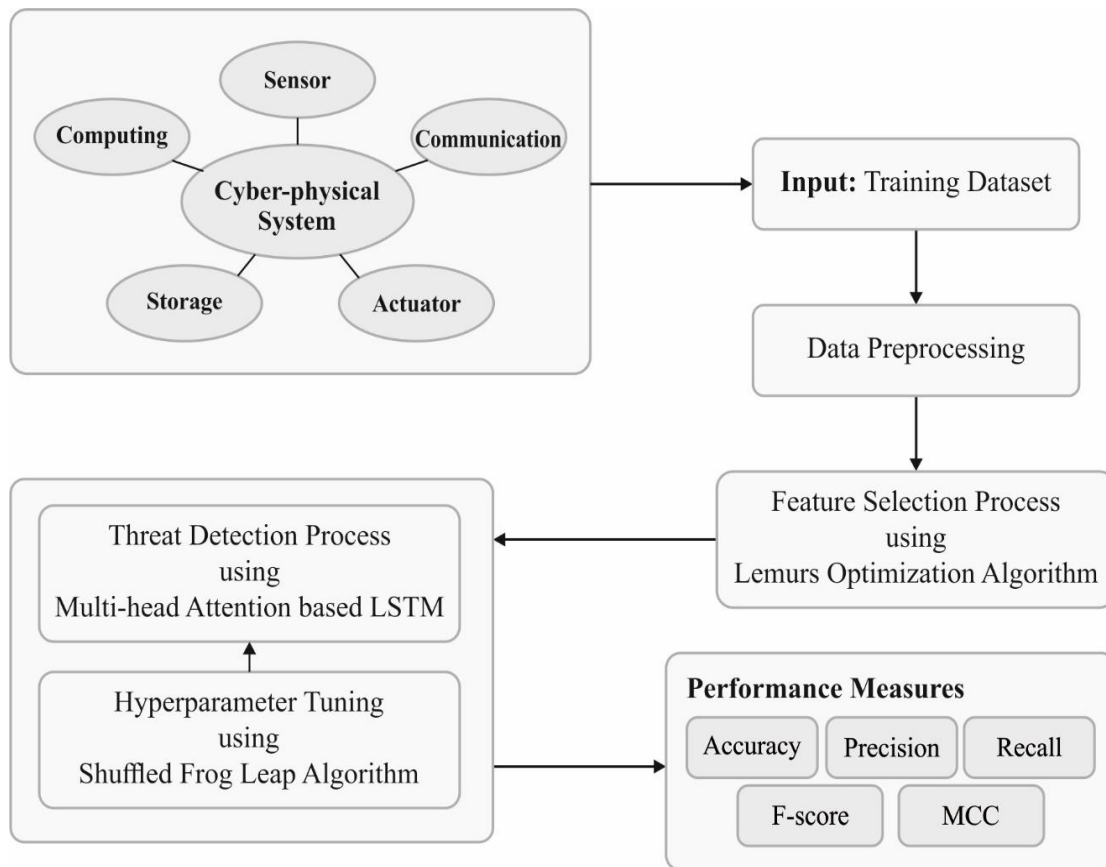 Sensor
Computing
Communication
Cyber-physical
System
Storage
Actuator
Input: Training Dataset
Data Preprocessing
Feature Selection Process
using
Lemurs Optimization Algorithm
Threat Detection Process
using
Multi-head Attention based LSTM
Hyperparameter Tuning
using
Shuffled Frog Leap Algorithm
Performance Measures
Accuracy
Precision
Recall
F-score
MCC